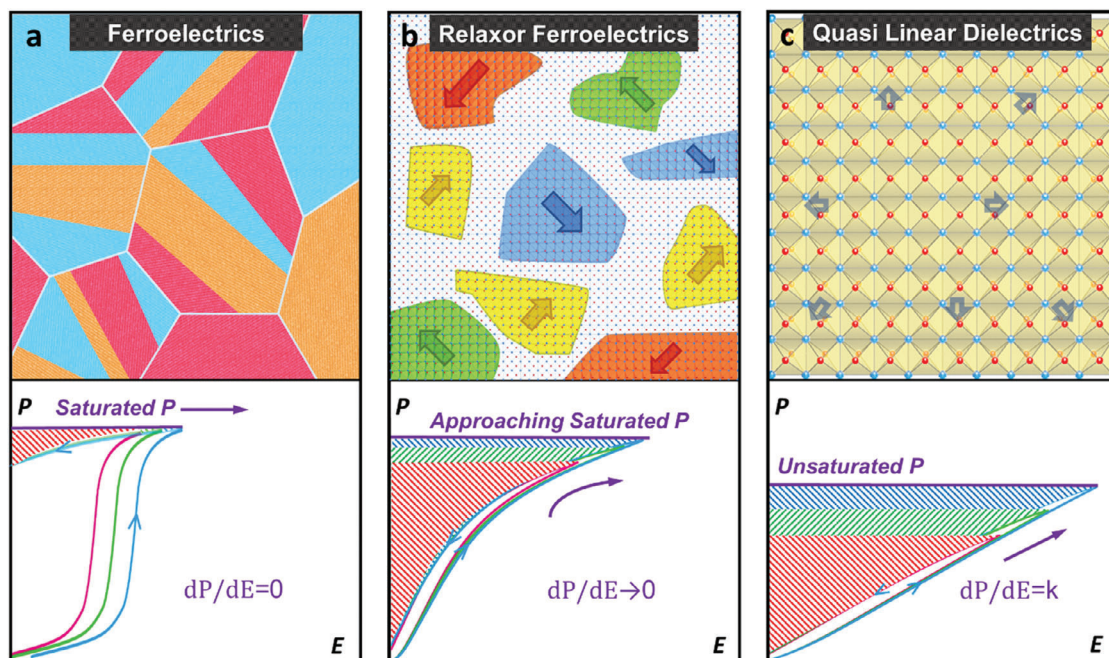 a Ferroelectrics
b Relaxor Ferroelectrics
c Quasi Linear Dielectrics
P
Saturated P
dP/dE=0
E
P
Approaching Saturated P
dP/dE→0
E
P
Unsaturated P
dP/dE=k
E